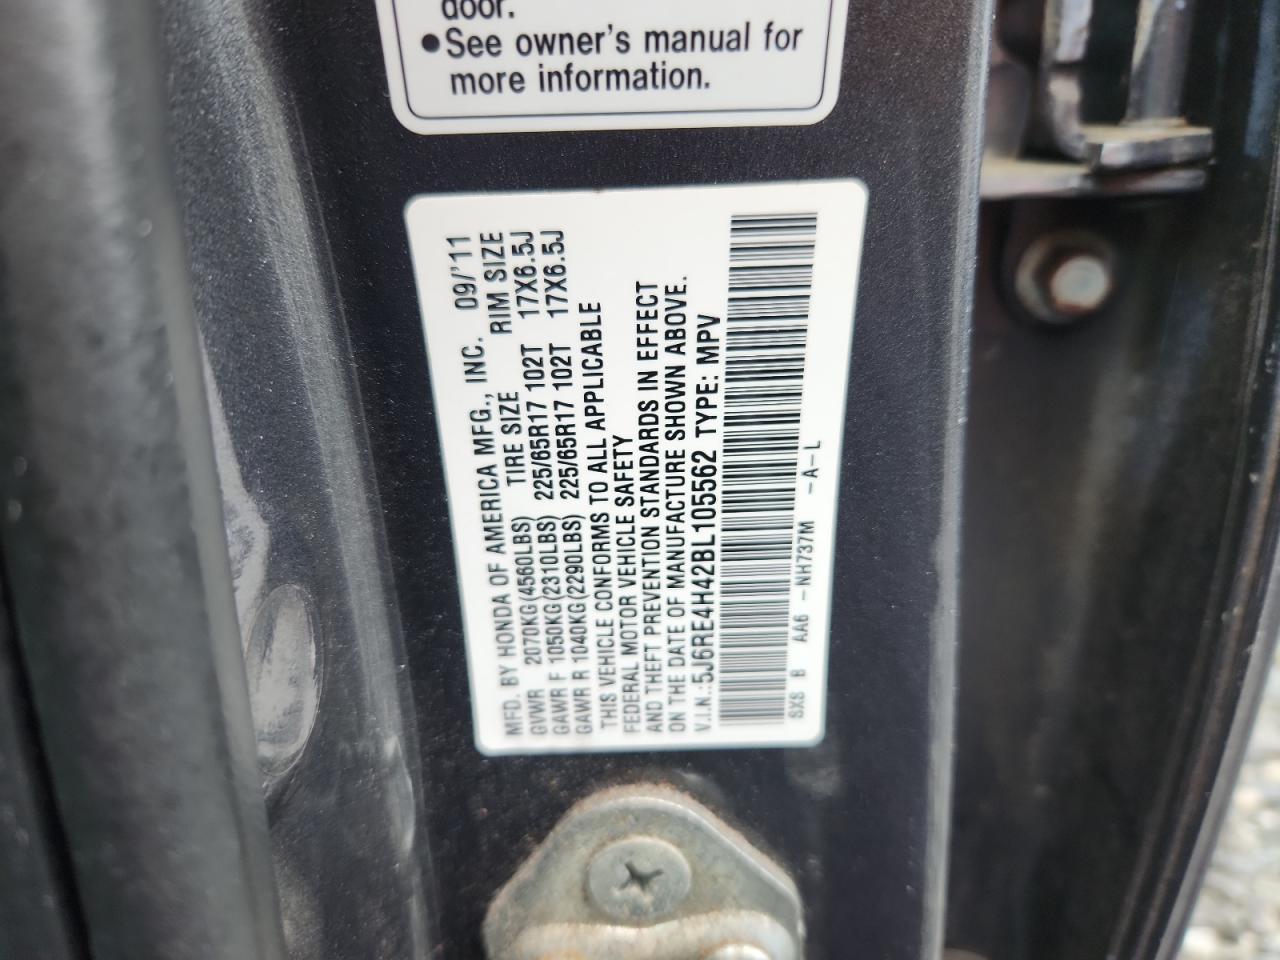 door.
●See owner's manual for
more information.
MFD. BY HONDA OF AMERICA MFG., INC. 09/'11
GVWR 2070KG(4560LBS) TIRE SIZE RIM SIZE
GAWR F 1050KG(2310LBS) 225/65R17 102T 17X6.5J
GAWR R 1040KG(2290LBS) 225/65R17 102T 17X6.5J
THIS VEHICLE CONFORMS TO ALL APPLICABLE
FEDERAL MOTOR VEHICLE SAFETY
AND THEFT PREVENTION STANDARDS IN EFFECT
ON THE DATE OF MANUFACTURE SHOWN ABOVE.
V.I.N.:5J6RE4H42BL105562 TYPE: MPV
SXS B AA6 -NH737M -A-L